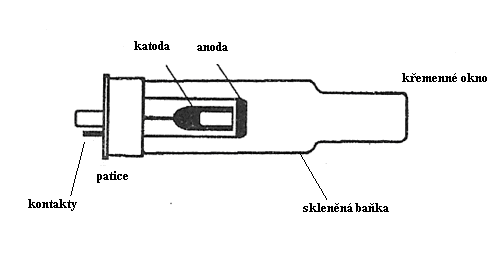 katoda
anoda
křemenné okno
patice
kontakty
skleněná baňka